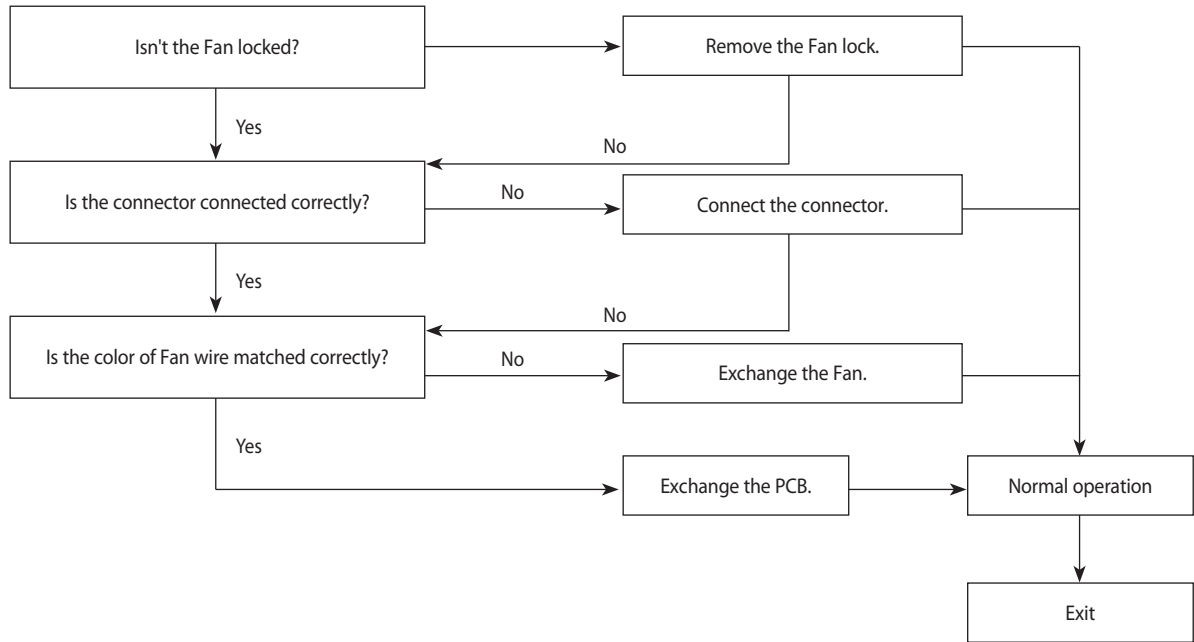 Isn't the Fan locked?
Remove the Fan lock.
Yes
No
Is the connector connected correctly?
No
Connect the connector.
Yes
No
Is the color of Fan wire matched correctly?
No
Exchange the Fan.
Yes
Exchange the PCB.
Normal operation
Exit